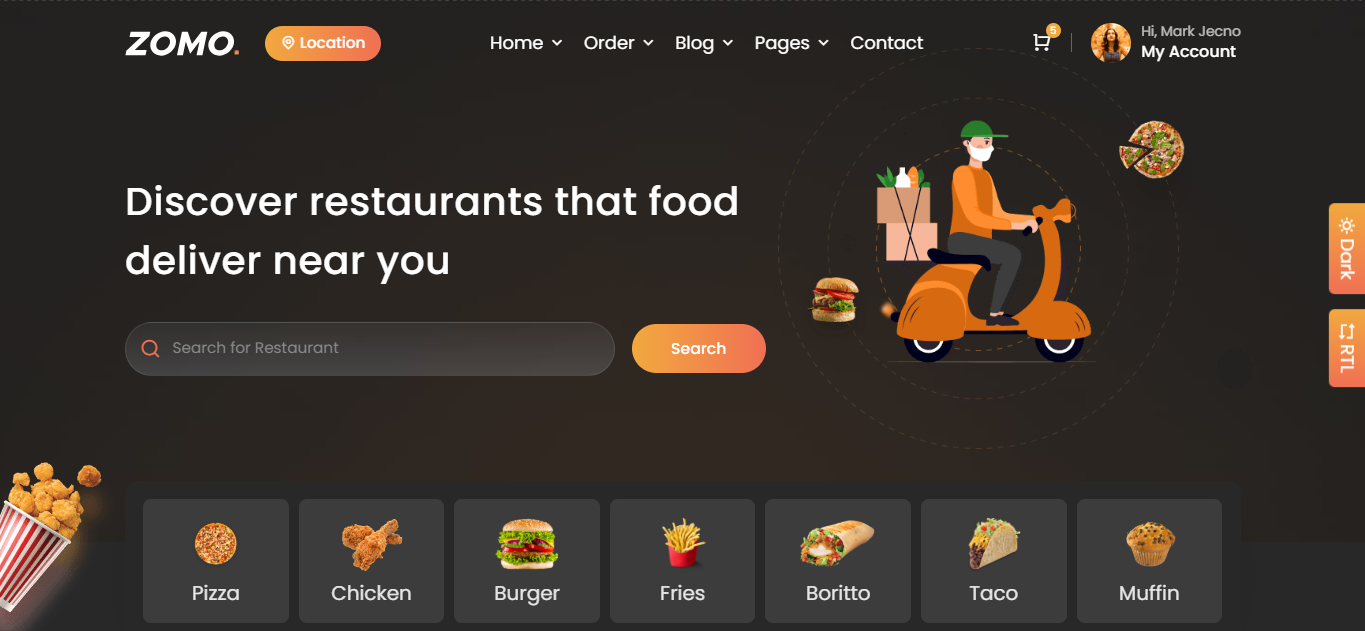 ZOMO.
Location
Home
Order
Blog
Pages
Contact
5
Hi, Mark Jecno
My Account
Discover restaurants that food
deliver near you
Search for Restaurant
Search
Dark
RTL
Pizza
Chicken
Burger
Fries
Boritto
Taco
Muffin